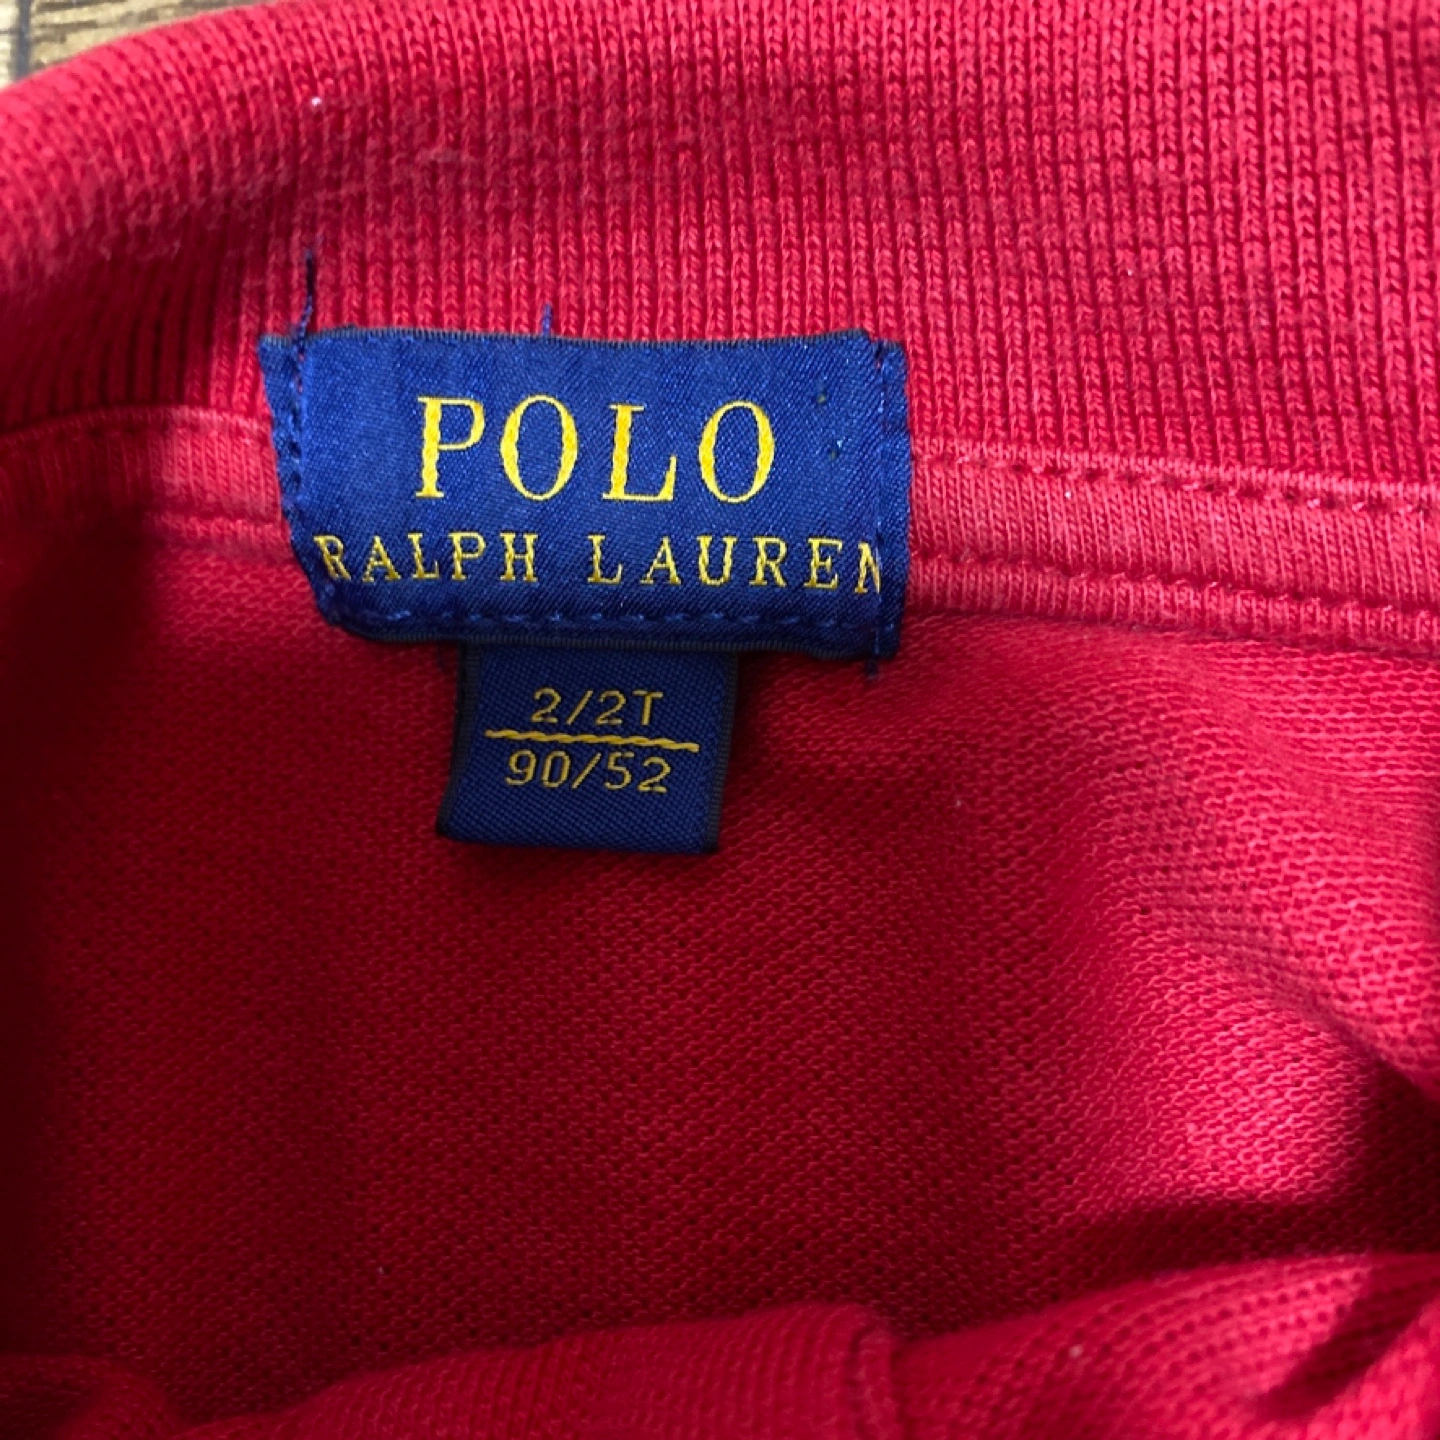 POLO
RALPH LAUREN
2/2T
90/52